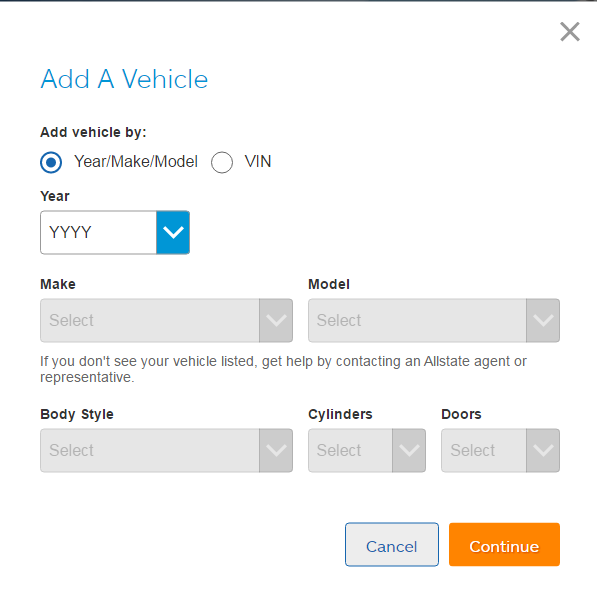 Add A Vehicle
Add vehicle by:
Year/Make/Model VIN
Year
YYYY
Make Model
Select Select
If you don't see your vehicle listed, get help by contacting an Allstate agent or
representative.
Body Style Cylinders Doors
Select Select Select
Cancel Continue